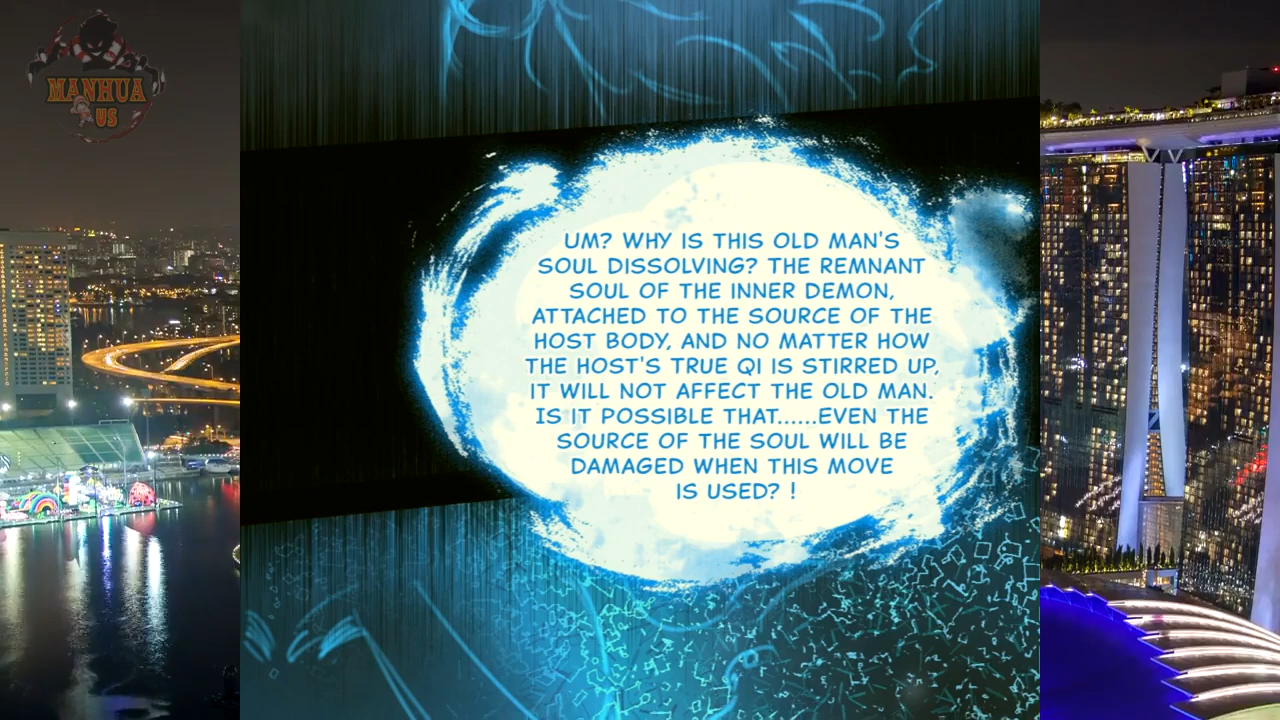 MANHUA
US
UM? WHY IS THIS OLD MAN'S
SOUL DISSOLVING? THE REMNANT
SOUL OF THE INNER DEMON,
ATTACHED TO THE SOURCE OF THE
HOST BODY, AND NO MATTER HOW
THE HOST'S TRUE QI IS STIRRED UP,
IT WILL NOT AFFECT THE OLD MAN.
IS IT POSSIBLE THAT......EVEN THE
SOURCE OF THE SOUL WILL BE
DAMAGED WHEN THIS MOVE
IS USED? !